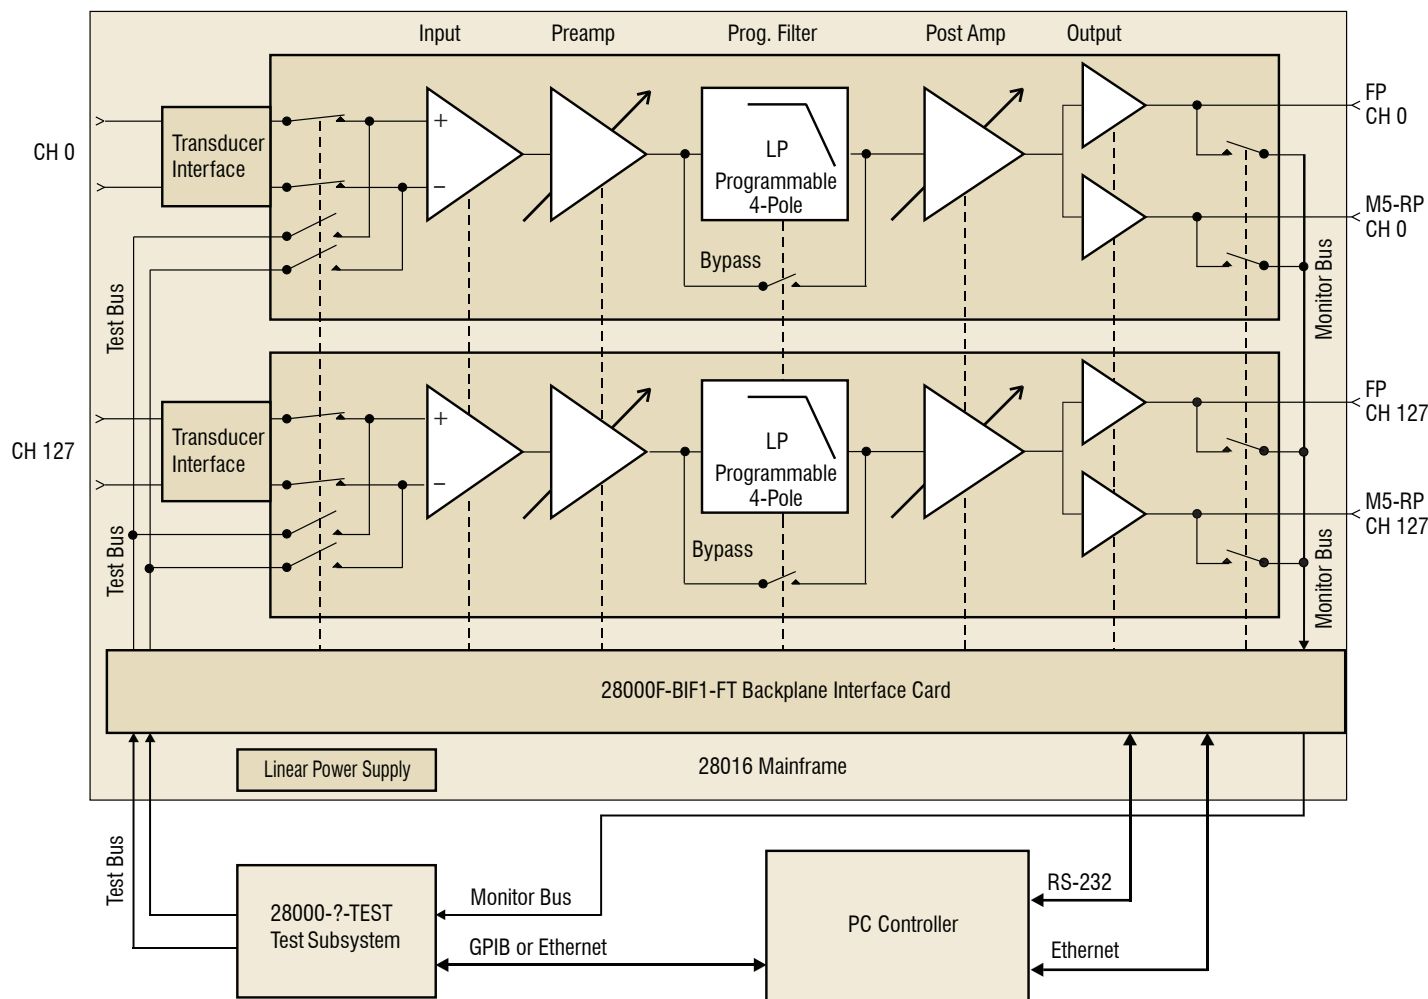 Input
Preamp
Prog. Filter
Post Amp
Output
FP
CH 0
CH 0
Transducer
Interface
+
−
LP
Programmable
4-Pole
Bypass
M5-RP
CH 0
Test Bus
Monitor Bus
FP
CH 127
CH 127
Transducer
Interface
+
−
LP
Programmable
4-Pole
Bypass
M5-RP
CH 127
Test Bus
Monitor Bus
28000F-BIF1-FT Backplane Interface Card
Linear Power Supply
28016 Mainframe
Test Bus
28000-?-TEST
Test Subsystem
Monitor Bus
GPIB or Ethernet
PC Controller
RS-232
Ethernet